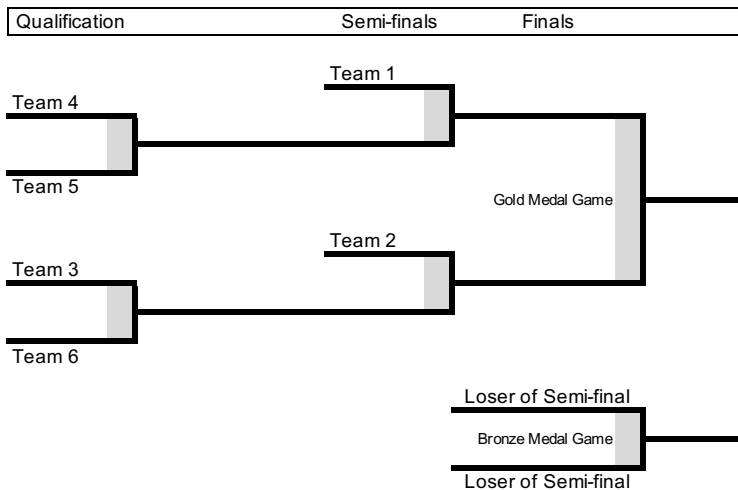 Qualification Semi-finals Finals
Team 1
Team 4
Team 5
Gold Medal Game
Team 2
Team 3
Team 6
Loser of Semi-final
Bronze Medal Game
Loser of Semi-final